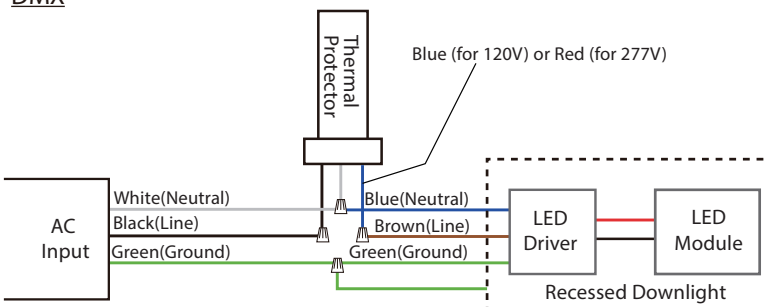 DMX
Thermal
Protector
Blue (for 120V) or Red (for 277V)
White(Neutral)
Blue(Neutral)
AC
Input
Black(Line)
Brown(Line)
Green(Ground)
Green(Ground)
LED
Driver
LED
Module
Recessed Downlight